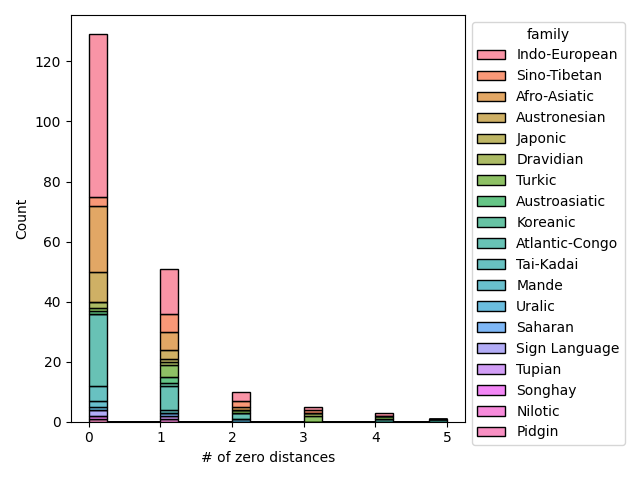 family
Indo-European
Sino-Tibetan
Afro-Asiatic
Austronesian
Japonic
Dravidian
Turkic
Austroasiatic
Koreanic
Atlantic-Congo
Tai-Kadai
Mande
Uralic
Saharan
Sign Language
Tupian
Songhay
Nilotic
Pidgin
Count
120
100
80
60
40
20
0
0 1 2 3 4 5
# of zero distances